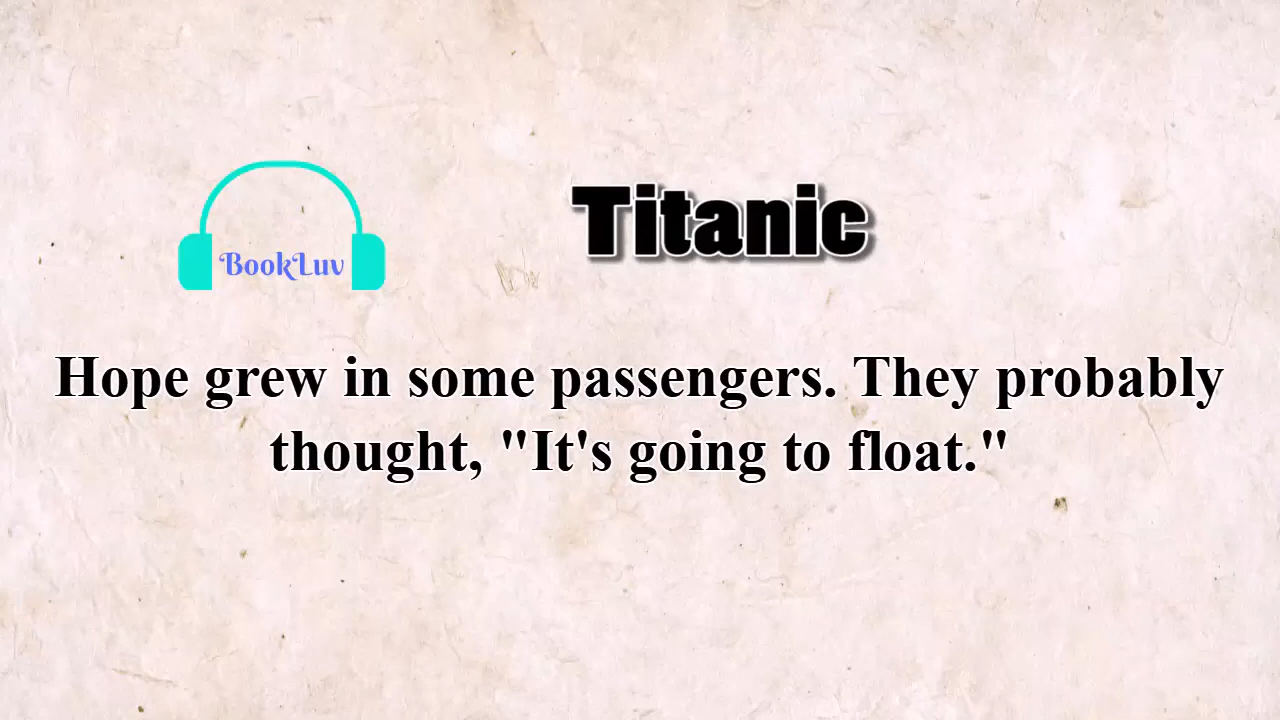 BookLuv
Titanic
Hope grew in some passengers. They probably
thought, "It's going to float."